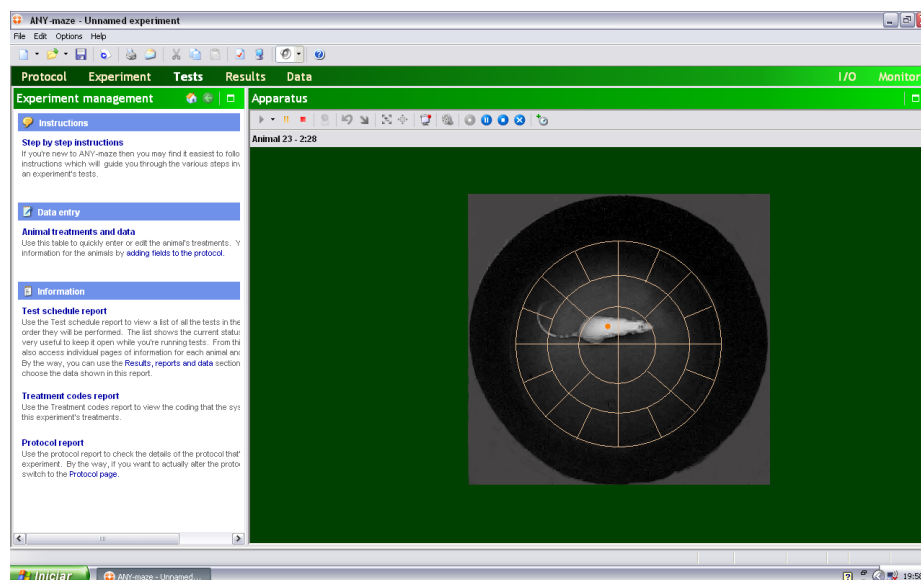 ANY-maze - Unnamed experiment
File Edit Options Help
Protocol Experiment Tests Results Data I/O Monitor
Experiment management
Instructions
Step by step instructions
If you're new to ANY-maze then you may find it easiest to follo
instructions which will guide you through the various steps inv
an experiment's tests.
Data entry
Animal treatments and data
Use this table to quickly enter or edit the animal's treatments. Y
information for the animals by adding fields to the protocol.
Information
Test schedule report
Use the Test schedule report to view a list of all the tests in the
order they will be performed. The list shows the current status
very useful to keep it open while you're running tests. From thi
also access individual pages of information for each animal and
By the way, you can use the Results, reports and data section
choose the data shown in this report.
Treatment codes report
Use the Treatment codes report to view the coding that the sys
this experiment's treatments.
Protocol report
Use the protocol report to check the details of the protocol that'
experiment. By the way, if you want to actually alter the proto
switch to the Protocol page.
Apparatus
Animal 23 - 2:28
Iniciar
ANY-maze - Unnamed...
19:58